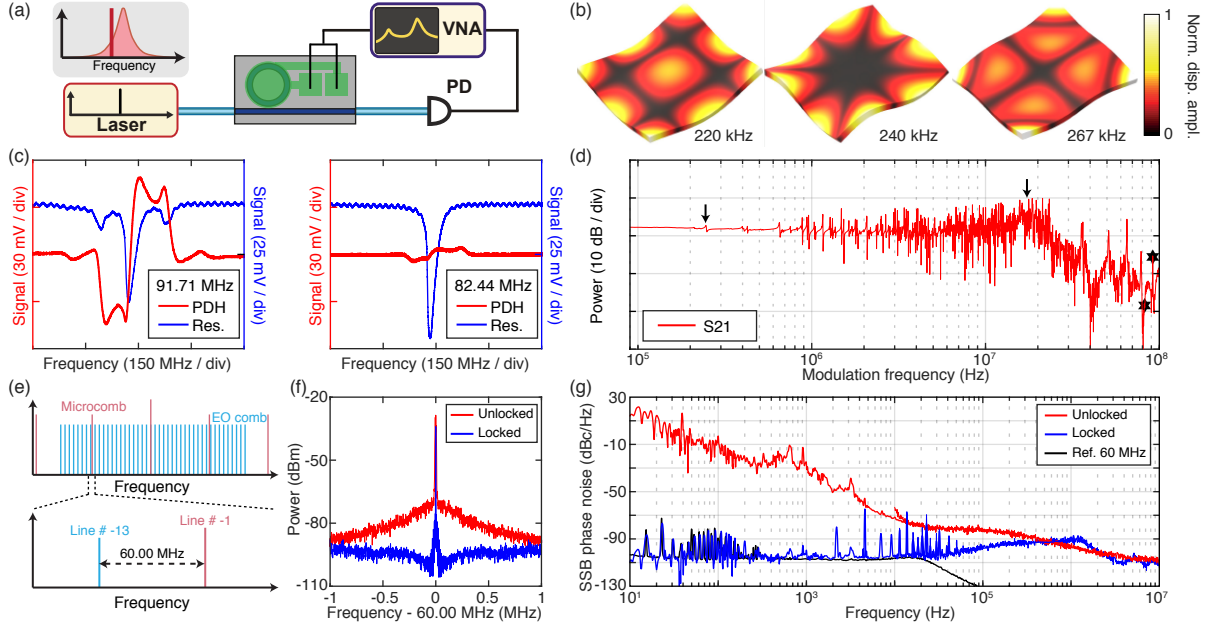 (a)
Frequency
Laser
VNA
PD
(b)
220 kHz
240 kHz
267 kHz
1
0
Norm. disp. ampl.
(c)
Signal (30 mV / div)
91.71 MHz
PDH
Res.
Signal (25 mV / div)
Frequency (150 MHz / div)
Signal (30 mV / div)
82.44 MHz
PDH
Res.
Signal (25 mV / div)
Frequency (150 MHz / div)
(d)
Power (10 dB / div)
S21
10^5
10^6
10^7
10^8
Modulation frequency (Hz)
(e)
Microcomb
EO comb
Frequency
Line # -13
Line # -1
60.00 MHz
Frequency
(f)
Power (dBm)
-20
-50
-80
-110
Unlocked
Locked
-1
-0.5
0
0.5
1
Frequency - 60.00 MHz (MHz)
(g)
SSB phase noise (dBc/Hz)
30
-10
-50
-90
-130
Unlocked
Locked
Ref. 60 MHz
10^1
10^3
10^5
10^7
Frequency (Hz)